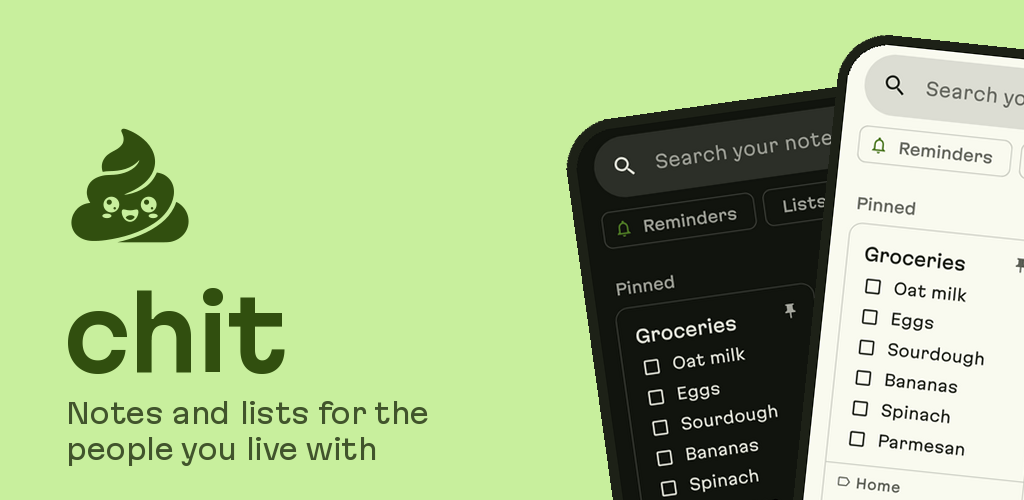 chit
Notes and lists for the
people you live with
Search your note
Reminders
Lists
Pinned
Groceries
Oat milk
Eggs
Sourdough
Bananas
Spinach
Search yo
Reminders
Pinned
Groceries
Oat milk
Eggs
Sourdough
Bananas
Spinach
Parmesan
Home